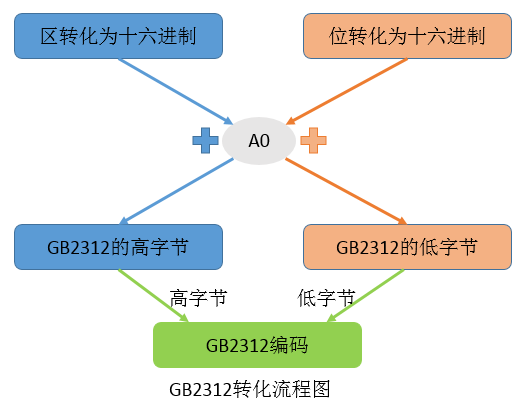 区转化为十六进制
位转化为十六进制
A0
GB2312的高字节
GB2312的低字节
高字节
低字节
GB2312编码
GB2312转化流程图